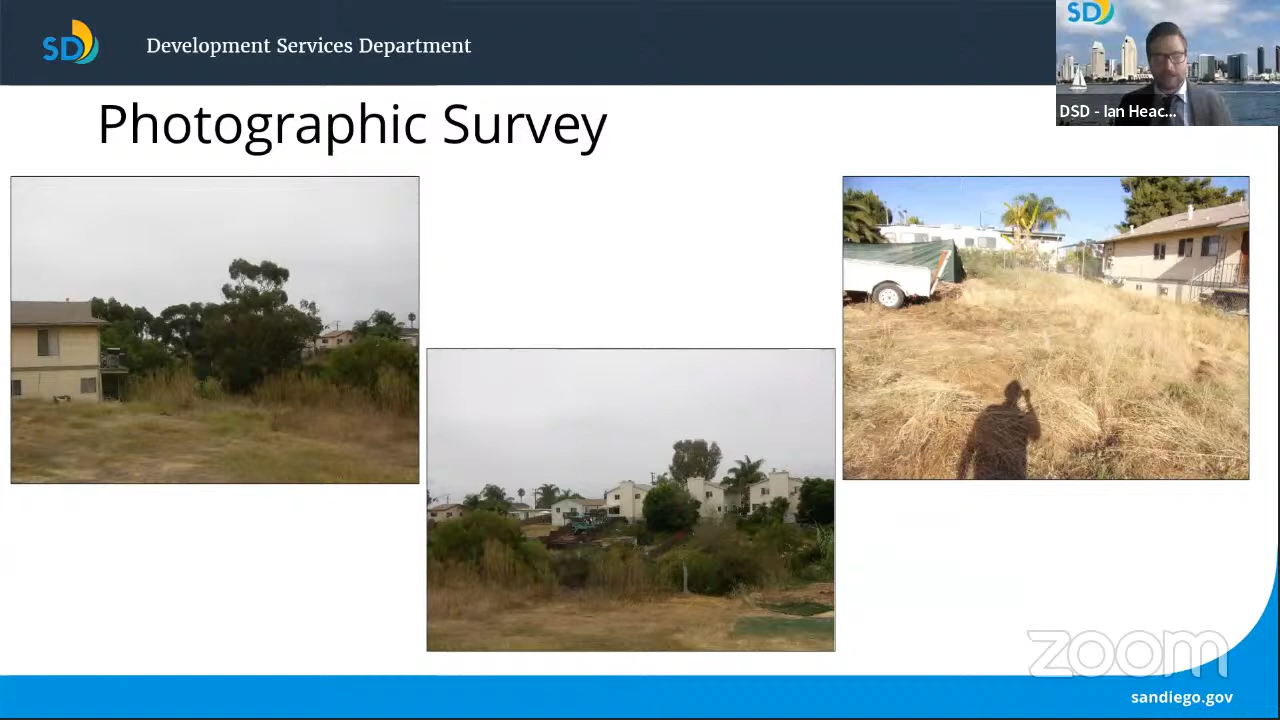 SD
Development Services Department
SD
DSD - Ian Heac...
Photographic Survey
zoom
sandiego.gov